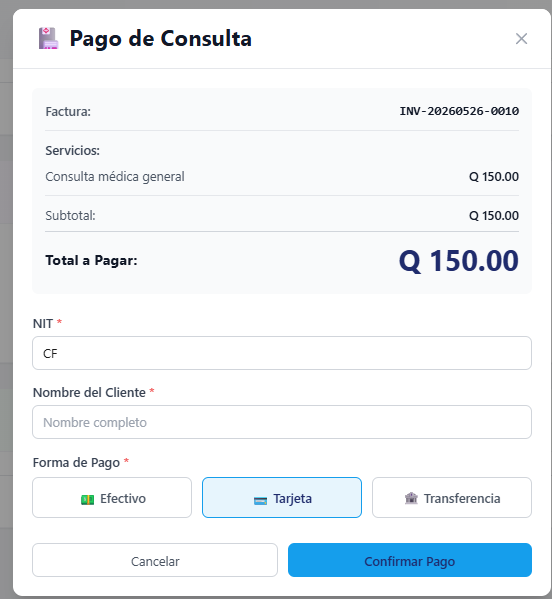 Pago de Consulta
Factura: INV-20260526-0010
Servicios:
Consulta médica general Q 150.00
Subtotal: Q 150.00
Total a Pagar: Q 150.00
NIT *
CF
Nombre del Cliente *
Nombre completo
Forma de Pago *
Efectivo Tarjeta Transferencia
Cancelar Confirmar Pago